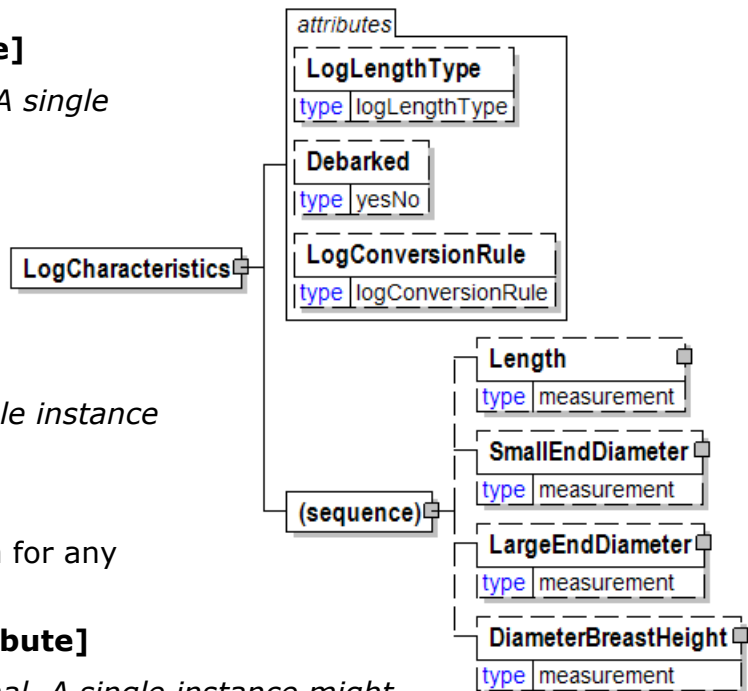 e]
A single
le instance
for any
bute]
al. A single instance might
attributes
LogLengthType
type logLengthType
Debarked
type yesNo
LogConversionRule
type logConversionRule
LogCharacteristics
Length
type measurement
SmallEndDiameter
type measurement
(sequence)
LargeEndDiameter
type measurement
DiameterBreastHeight
type measurement